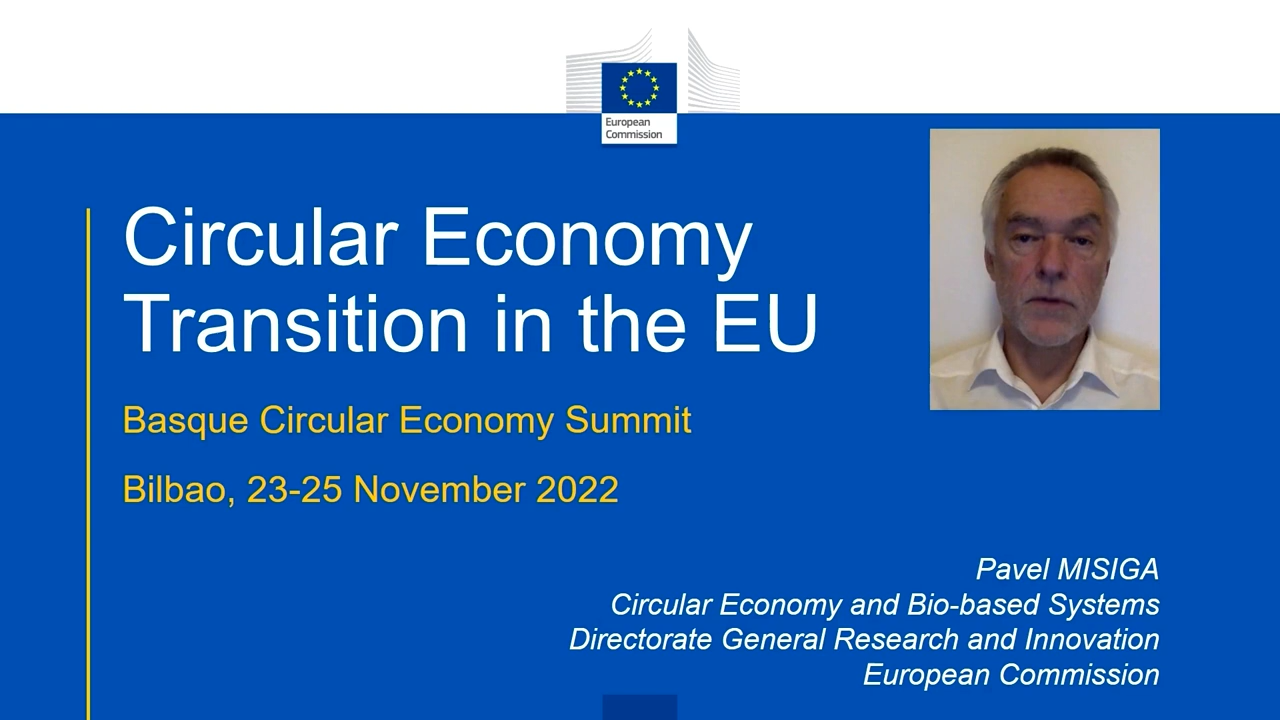 European
Commission
Circular Economy
Transition in the EU
Basque Circular Economy Summit
Bilbao, 23-25 November 2022
Pavel MISIGA
Circular Economy and Bio-based Systems
Directorate General Research and Innovation
European Commission